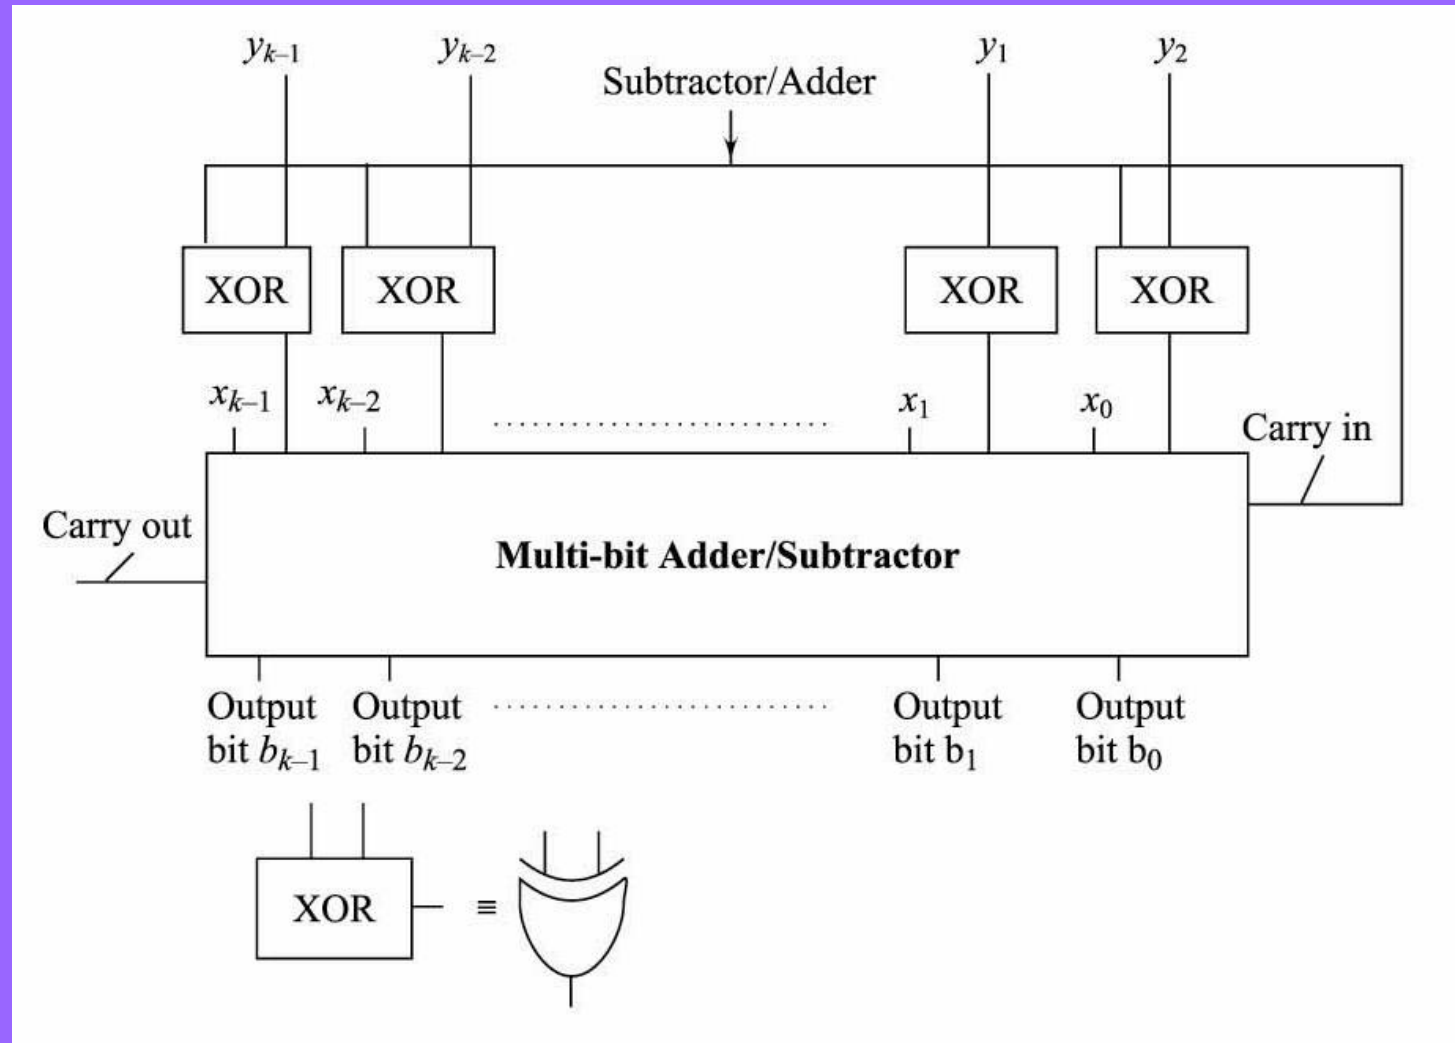 yk–1
yk–2
Subtractor/Adder
y1
y2
XOR
XOR
XOR
XOR
xk–1
xk–2
x1
x0
Carry in
Carry out
Multi-bit Adder/Subtractor
Output
bit bk–1
Output
bit bk–2
Output
bit b1
Output
bit b0
XOR
≡